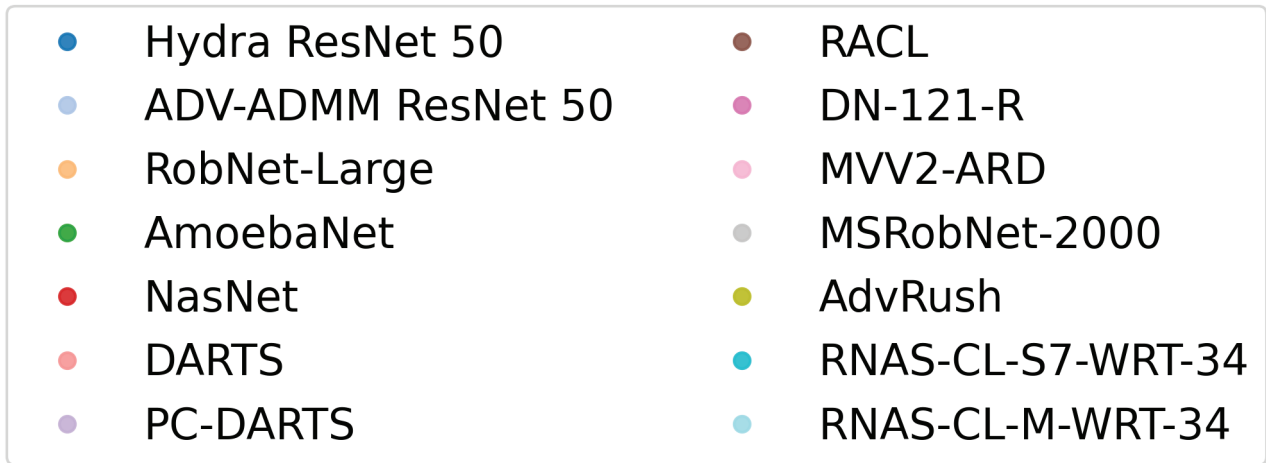 Hydra ResNet 50
ADV-ADMM ResNet 50
RobNet-Large
AmoebaNet
NasNet
DARTS
PC-DARTS
RACL
DN-121-R
MVV2-ARD
MSRobNet-2000
AdvRush
RNAS-CL-S7-WRT-34
RNAS-CL-M-WRT-34